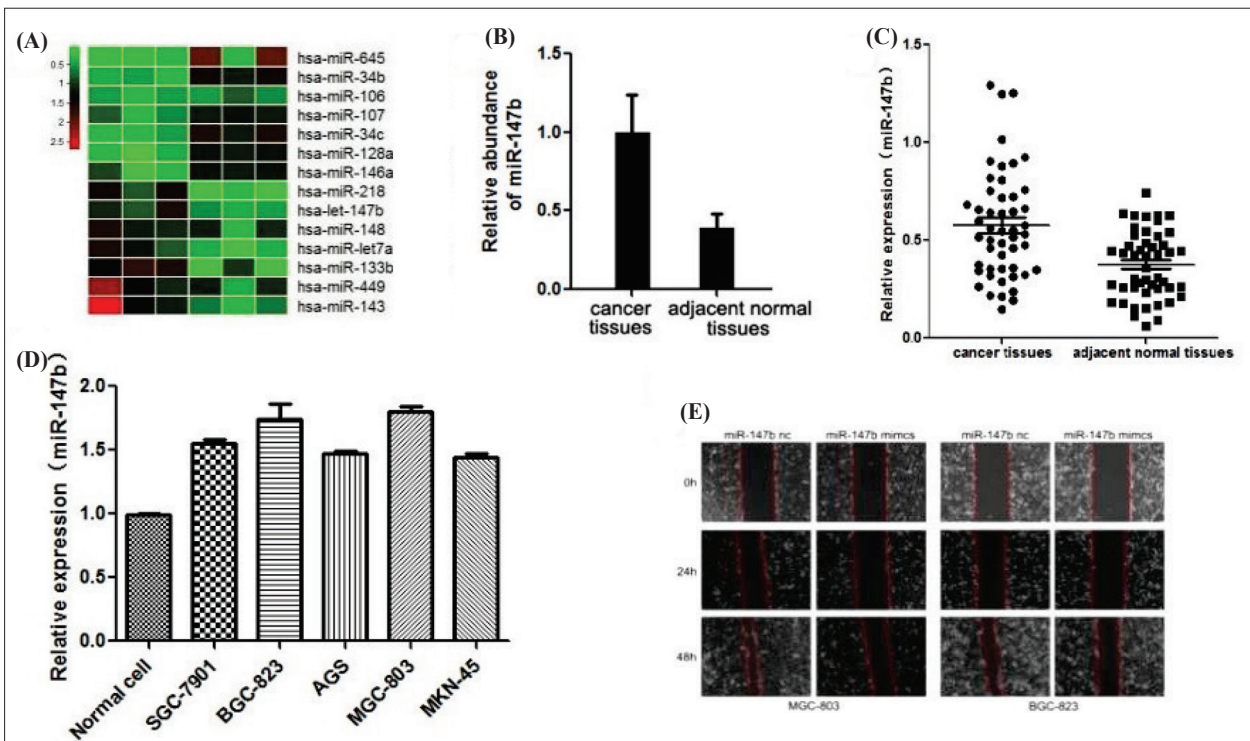 (A)
0.5
1
1.5
2
2.5
hsa-miR-645
hsa-miR-34b
hsa-miR-106
hsa-miR-107
hsa-miR-34c
hsa-miR-128a
hsa-miR-146a
hsa-miR-218
hsa-let-147b
hsa-miR-148
hsa-miR-let7a
hsa-miR-133b
hsa-miR-449
hsa-miR-143
(B)
Relative abundance
of miR-147b
1.5
1.0
0.5
0.0
cancer
tissues
adjacent normal
tissues
(C)
Relative expression (miR-147b)
1.5
1.0
0.5
0.0
cancer tissues
adjacent normal tissues
(D)
Relative expression (miR-147b)
2.0
1.5
1.0
0.5
0.0
Normal cell
SGC-7901
BGC-823
AGS
MGC-803
MKN-45
(E)
miR-147b nc
miR-147b mimcs
miR-147b nc
miR-147b mimcs
0h
24h
48h
MGC-803
BGC-823